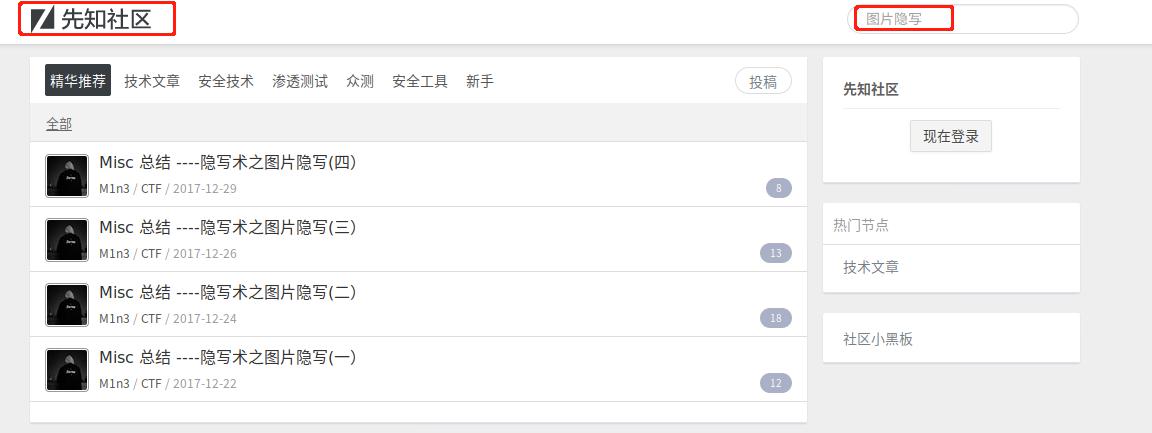 先知社区
图片隐写
精华推荐 技术文章 安全技术 渗透测试 众测 安全工具 新手 投稿
全部
Misc 总结 ----隐写术之图片隐写(四)
M1n3 / CTF / 2017-12-29
8
Misc 总结 ----隐写术之图片隐写(三)
M1n3 / CTF / 2017-12-26
13
Misc 总结 ----隐写术之图片隐写(二)
M1n3 / CTF / 2017-12-24
18
Misc 总结 ----隐写术之图片隐写(一)
M1n3 / CTF / 2017-12-22
12
先知社区
现在登录
热门节点
技术文章
社区小黑板